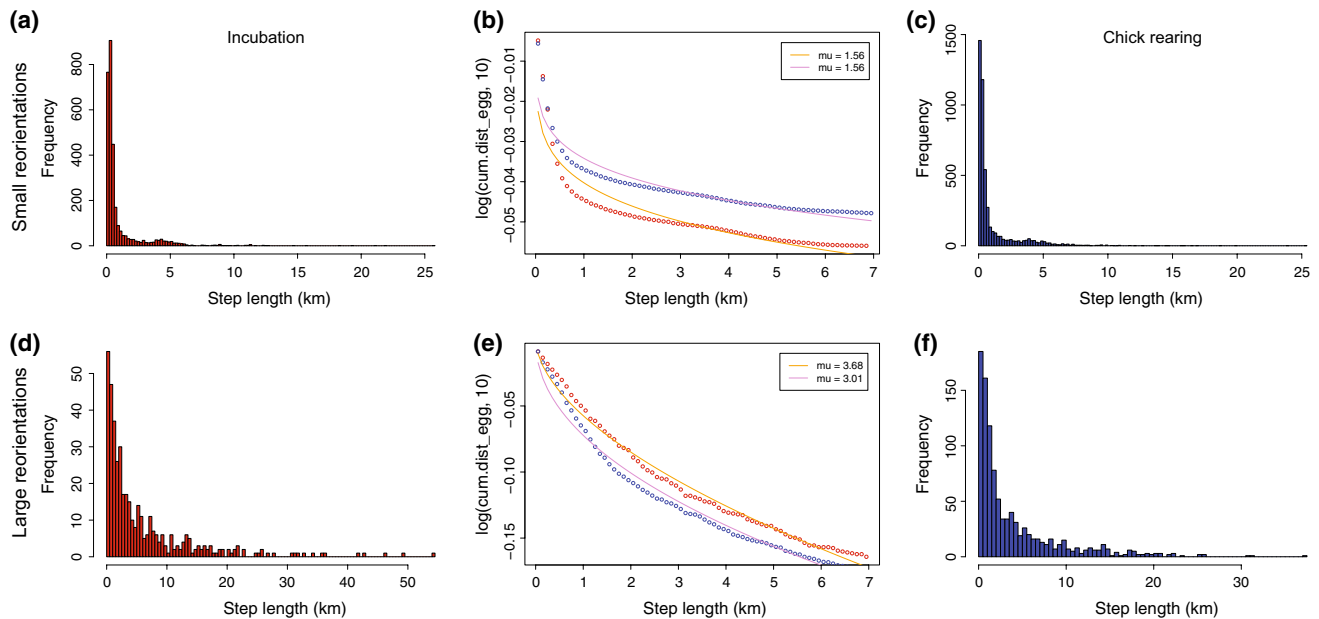 (a)
Incubation
Small reorientations
Frequency
0 200 400 600 800
0 5 10 15 20 25
Step length (km)
(b)
log(cum.dist_egg, 10)
−0.05 −0.04 −0.03 −0.02 −0.01
mu = 1.56
mu = 1.56
0 1 2 3 4 5 6 7
Step length (km)
(c)
Chick rearing
Frequency
0 500 1000 1500
0 5 10 15 20 25
Step length (km)
(d)
Large reorientations
Frequency
0 10 20 30 40 50
0 10 20 30 40 50
Step length (km)
(e)
log(cum.dist_egg, 10)
−0.15 −0.10 −0.05
mu = 3.68
mu = 3.01
0 1 2 3 4 5 6 7
Step length (km)
(f)
Frequency
0 50 100 150
0 10 20 30
Step length (km)